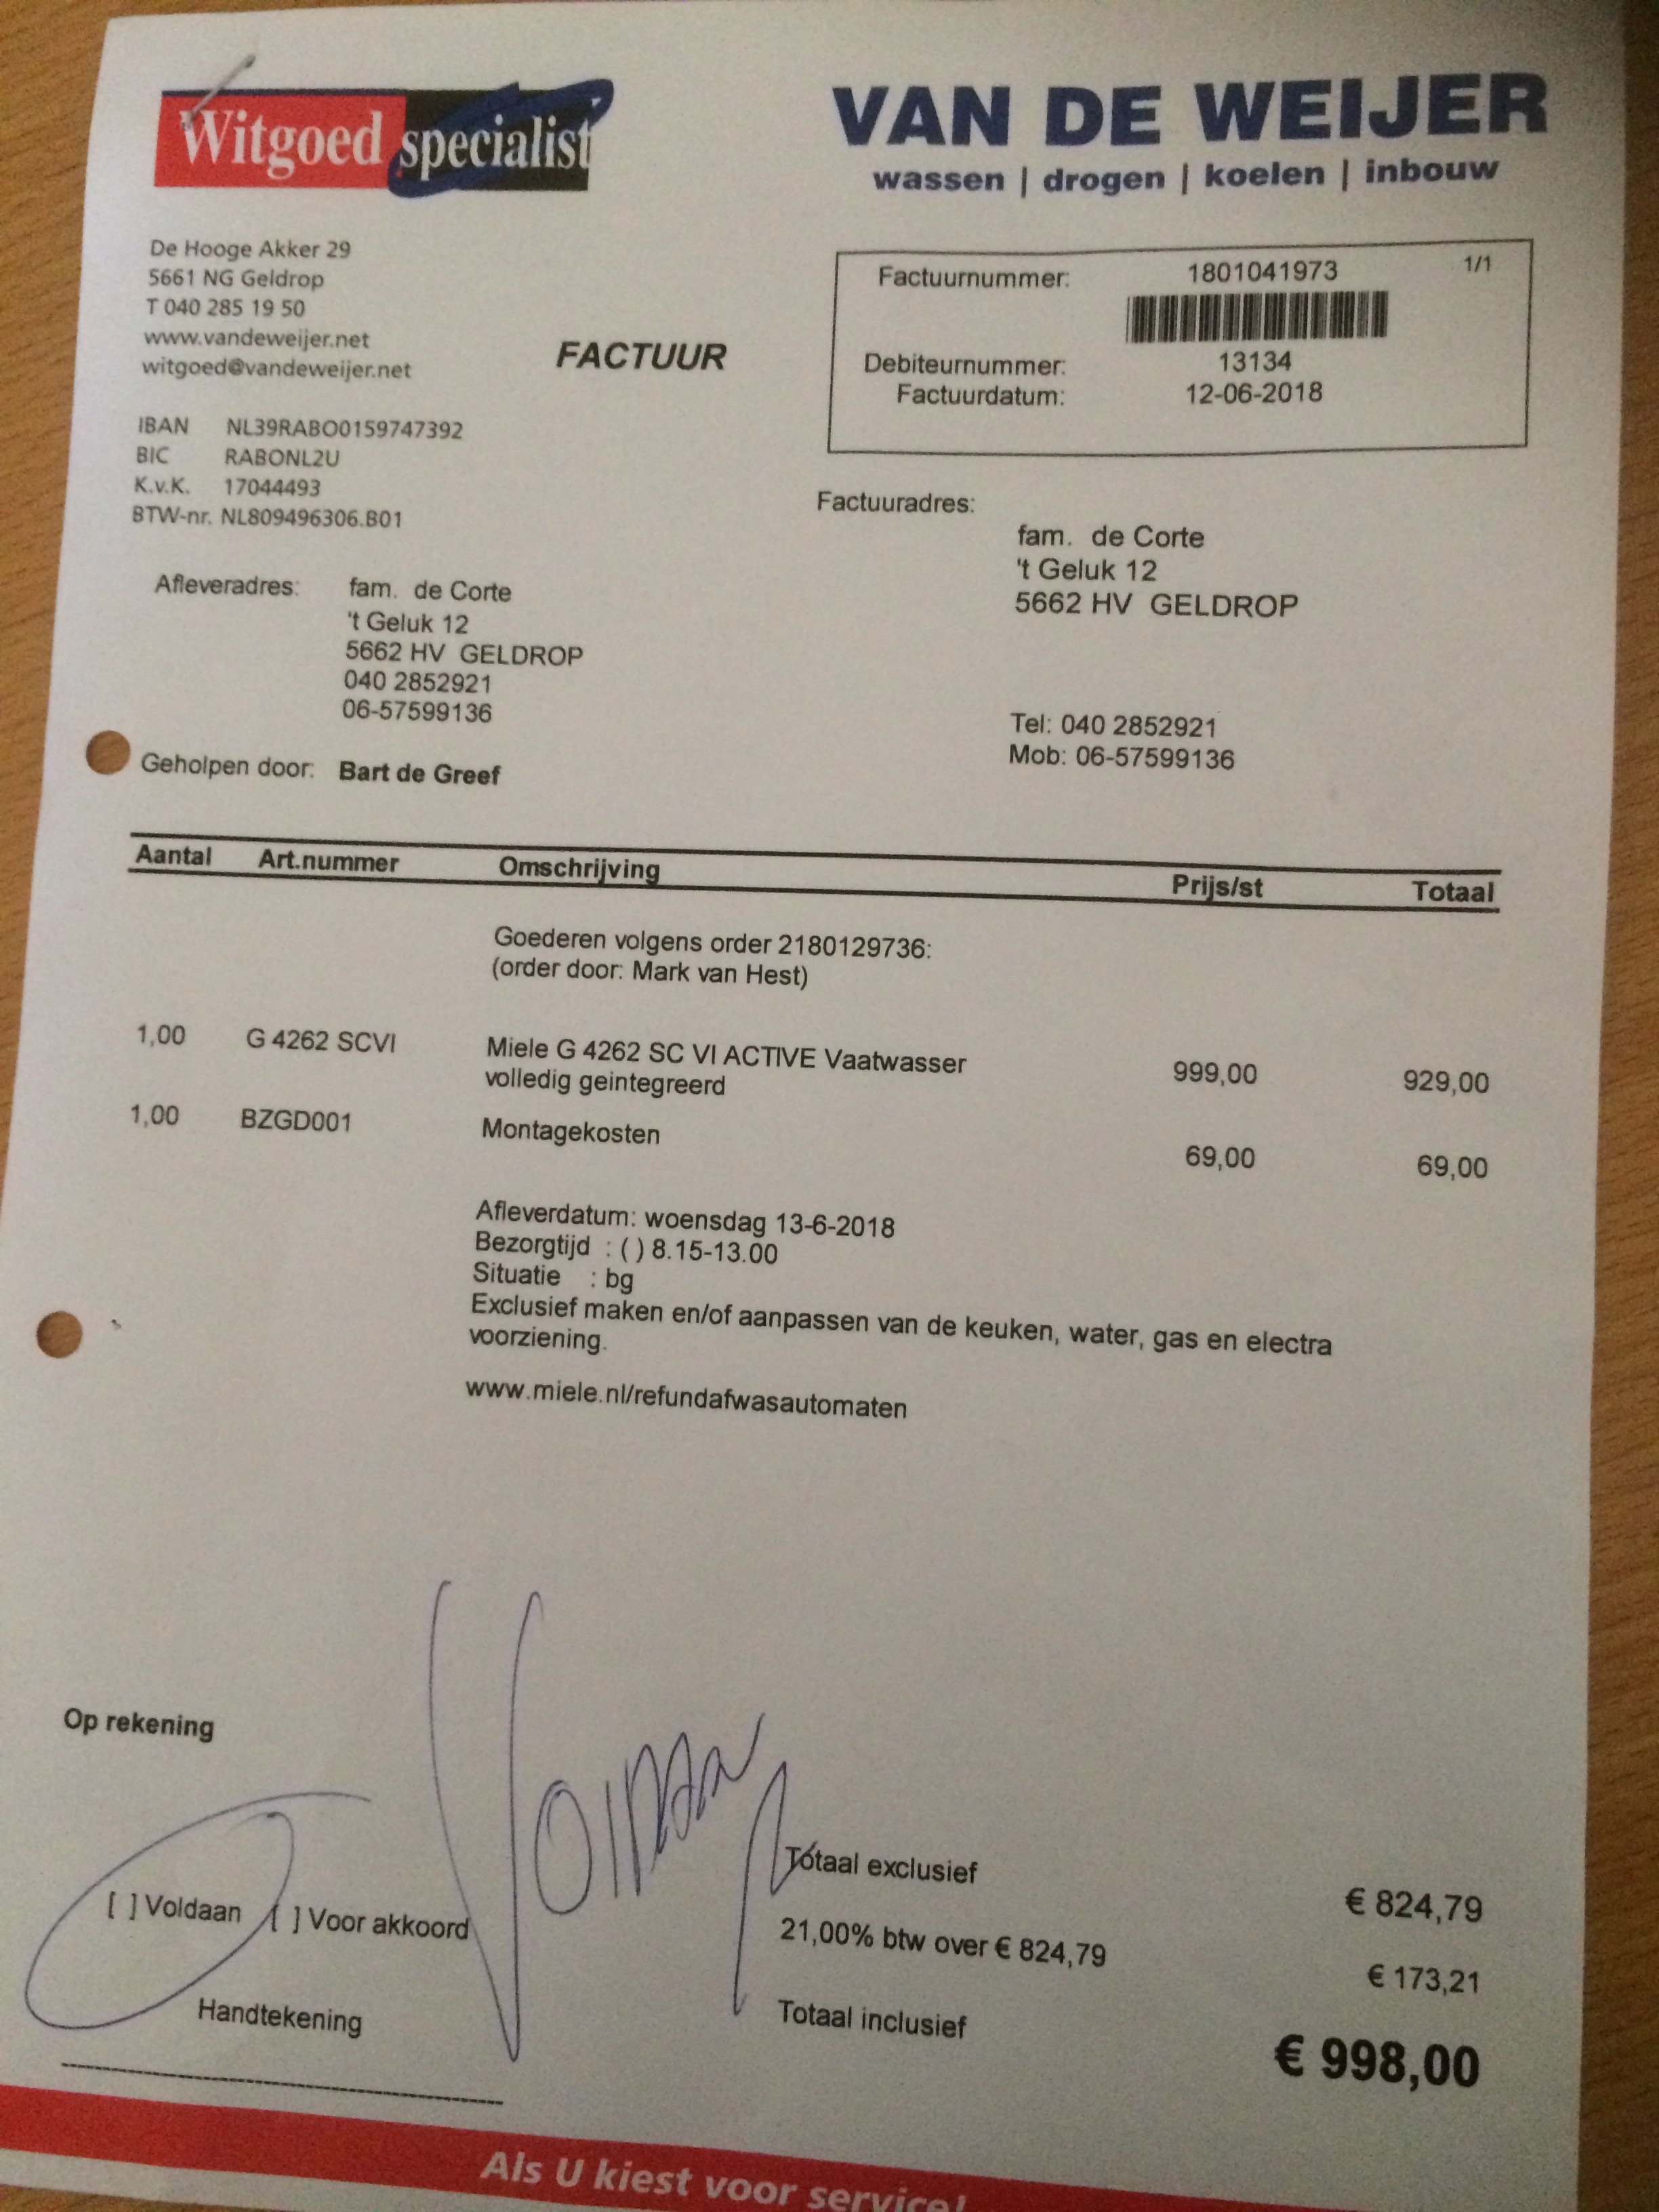 Witgoed specialist
VAN DE WEIJER
wassen | drogen | koelen | inbouw
De Hooge Akker 29
5661 NG Geldrop
T 040 285 19 50
www.vandeweijer.net
witgoed@vandeweijer.net
FACTUUR
Factuurnummer: 1801041973 1/1
Debiteurnummer: 13134
Factuurdatum: 12-06-2018
IBAN NL39RABO0159747392
BIC RABONL2U
K.v.K. 17044493
BTW-nr. NL809496306.B01
Factuuradres:
fam. de Corte
't Geluk 12
5662 HV GELDROP
Afleveradres: fam. de Corte
't Geluk 12
5662 HV GELDROP
040 2852921
06-57599136
Tel: 040 2852921
Mob: 06-57599136
Geholpen door: Bart de Greef
Aantal Art.nummer Omschrijving Prijs/st Totaal
Goederen volgens order 2180129736:
(order door: Mark van Hest)
1,00 G 4262 SCVI Miele G 4262 SC VI ACTIVE Vaatwasser 999,00 929,00
volledig geintegreerd
1,00 BZGD001 Montagekosten 69,00 69,00
Afleverdatum: woensdag 13-6-2018
Bezorgtijd : ( ) 8.15-13.00
Situatie : bg
Exclusief maken en/of aanpassen van de keuken, water, gas en electra
voorziening.
www.miele.nl/refundafwasautomaten
Op rekening
[ ] Voldaan [ ] Voor akkoord
Handtekening
Totaal exclusief € 824,79
21,00% btw over € 824,79 € 173,21
Totaal inclusief € 998,00
Als U kiest voor service!